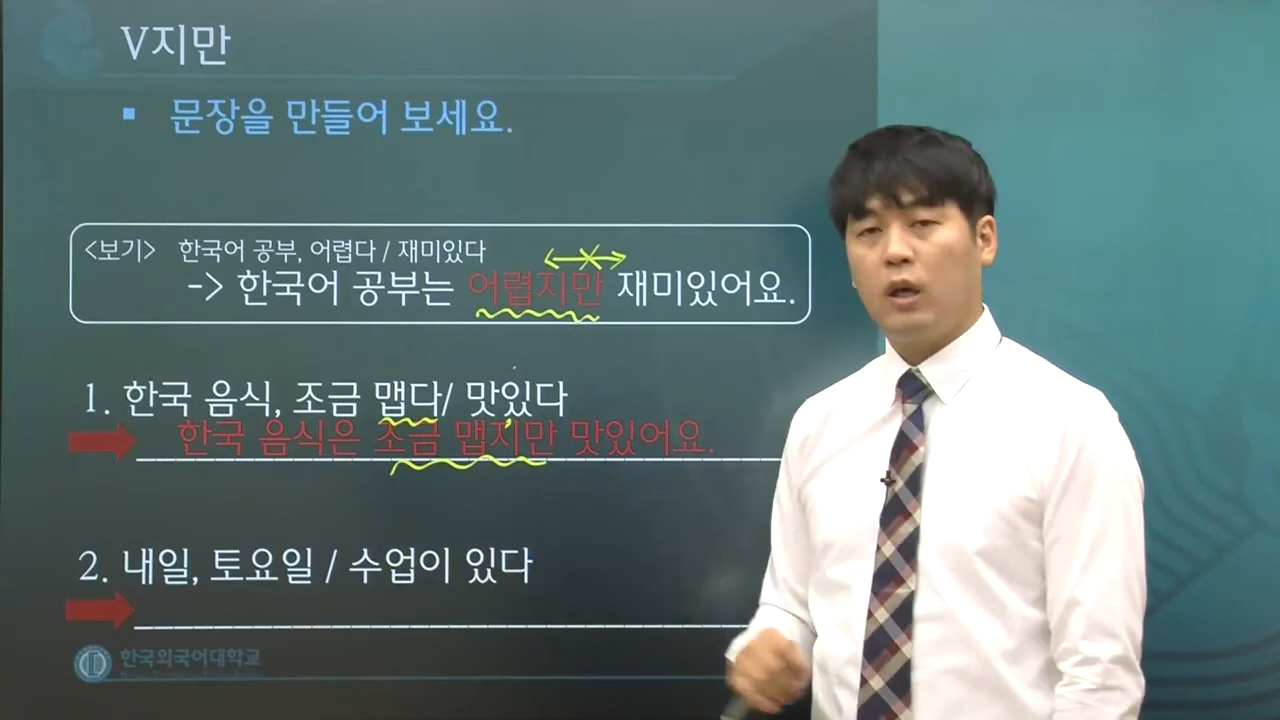 V지만
▪ 문장을 만들어 보세요.
<보기> 한국어 공부, 어렵다 / 재미있다
-> 한국어 공부는 어렵지만 재미있어요.
1. 한국 음식, 조금 맵다/ 맛있다
한국 음식은 조금 맵지만 맛있어요.
2. 내일, 토요일 / 수업이 있다
한국외국어대학교